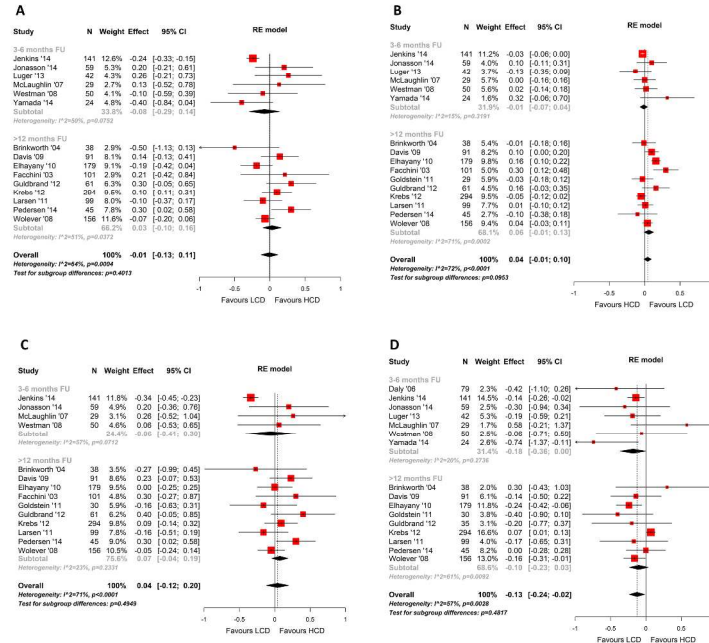 A
RE model
Study N Weight Effect 95% CI
3-6 months FU
Jenkins '14 141 12.6% -0.24 [-0.33; -0.15]
Jonasson '14 59 5.3% 0.20 [-0.21; 0.61]
Luger '13 42 4.3% 0.26 [-0.21; 0.73]
McLaughlin '07 29 2.7% 0.13 [-0.52; 0.78]
Westman '08 50 4.1% -0.10 [-0.59; 0.39]
Yamada '14 24 4.8% -0.40 [-0.84; 0.04]
Subtotal 33.8% -0.08 [-0.29; 0.14]
Heterogeneity: I^2=50%, p=0.0152
>12 months FU
Brinkworth '04 38 2.9% -0.50 [-1.13; 0.13]
Davis '09 91 8.2% 0.14 [-0.13; 0.41]
Elhayany '10 179 9.1% -0.19 [-0.42; 0.04]
Facchini '03 101 2.9% 0.21 [-0.42; 0.84]
Guldbrand '12 61 6.3% 0.30 [-0.05; 0.65]
Krebs '12 294 9.6% 0.10 [-0.11; 0.31]
Larsen '11 99 8.0% -0.10 [-0.37; 0.17]
Pedersen '14 45 7.8% 0.30 [0.02; 0.58]
Wolever '08 156 11.6% -0.07 [-0.20; 0.06]
Subtotal 66.2% 0.03 [-0.10; 0.16]
Heterogeneity: I^2=51%, p=0.0372
Overall 100% -0.01 [-0.13; 0.11]
Heterogeneity: I^2=64%, p=0.0004
Test for subgroup differences: p=0.4013
-1 -0.5 0 0.5 1
Favours LCD Favours HCD
B
RE model
Study N Weight Effect 95% CI
3-6 months FU
Jenkins '14 141 11.2% -0.03 [-0.06; 0.00]
Jonasson '14 59 4.0% 0.10 [-0.11; 0.31]
Luger '13 42 3.7% -0.13 [-0.35; 0.09]
McLaughlin '07 29 5.7% 0.00 [-0.16; 0.16]
Westman '08 50 5.6% 0.02 [-0.14; 0.18]
Yamada '14 24 1.6% 0.32 [-0.06; 0.70]
Subtotal 31.9% -0.01 [-0.07; 0.04]
Heterogeneity: I^2=15%, p=0.3151
>12 months FU
Brinkworth '04 38 5.4% -0.01 [-0.18; 0.16]
Davis '09 91 8.2% 0.10 [0.00; 0.20]
Elhayany '10 179 9.8% 0.16 [0.10; 0.22]
Facchini '03 101 5.0% 0.30 [0.12; 0.48]
Goldstein '11 29 5.9% -0.03 [-0.18; 0.12]
Guldbrand '12 61 4.5% 0.16 [-0.03; 0.35]
Krebs '12 294 9.5% -0.05 [-0.12; 0.02]
Larsen '11 99 7.7% 0.01 [-0.10; 0.12]
Pedersen '14 45 2.7% -0.10 [-0.38; 0.18]
Wolever '08 156 9.4% 0.04 [-0.03; 0.11]
Subtotal 68.1% 0.06 [-0.01; 0.13]
Heterogeneity: I^2=71%, p=0.0002
Overall 100% 0.04 [-0.01; 0.10]
Heterogeneity: I^2=72%, p<0.0001
Test for subgroup differences: p=0.0953
-1 -0.5 0 0.5
Favours HCD Favours LCD
C
RE model
Study N Weight Effect 95% CI
3-6 months FU
Jenkins '14 141 11.8% -0.34 [-0.45; -0.23]
Jonasson '14 59 4.9% 0.20 [-0.36; 0.76]
McLaughlin '07 29 3.1% 0.26 [-0.52; 1.04]
Westman '08 50 4.6% 0.06 [-0.53; 0.65]
Subtotal 24.4% -0.06 [-0.41; 0.30]
Heterogeneity: I^2=57%, p=0.0712
>12 months FU
Brinkworth '04 38 3.5% -0.27 [-0.99; 0.45]
Davis '09 91 8.6% 0.23 [-0.07; 0.53]
Elhayany '10 179 9.3% 0.00 [-0.25; 0.25]
Facchini '03 101 4.8% 0.30 [-0.27; 0.87]
Goldstein '11 30 5.9% -0.16 [-0.63; 0.31]
Guldbrand '12 61 6.2% 0.40 [-0.05; 0.85]
Krebs '12 294 9.8% 0.09 [-0.14; 0.32]
Larsen '11 99 7.8% -0.16 [-0.51; 0.19]
Pedersen '14 45 9.0% 0.30 [0.02; 0.58]
Wolever '08 156 10.7% -0.05 [-0.24; 0.14]
Subtotal 75.6% 0.07 [-0.04; 0.19]
Heterogeneity: I^2=23%, p=0.2331
Overall 100% 0.04 [-0.12; 0.20]
Heterogeneity: I^2=71%, p<0.0001
Test for subgroup differences: p=0.4949
-1 -0.5 0 0.5 1
Favours LCD Favours HCD
D
RE model
Study N Weight Effect 95% CI
3-6 months FU
Daly '06 79 2.3% -0.42 [-1.10; 0.26]
Jenkins '14 141 14.5% -0.14 [-0.26; -0.02]
Jonasson '14 59 2.5% -0.30 [-0.94; 0.34]
Luger '13 42 5.3% -0.19 [-0.59; 0.21]
McLaughlin '07 29 1.7% 0.58 [-0.21; 1.37]
Westman '08 50 2.5% -0.06 [-0.71; 0.59]
Yamada '14 24 2.6% -0.74 [-1.37; -0.11]
Subtotal 31.4% -0.18 [-0.36; 0.00]
Heterogeneity: I^2=20%, p=0.2736
>12 months FU
Brinkworth '04 38 2.0% 0.30 [-0.43; 1.03]
Davis '09 91 6.1% -0.14 [-0.50; 0.22]
Elhayany '10 179 11.8% -0.24 [-0.42; -0.06]
Goldstein '11 30 3.8% -0.40 [-0.90; 0.10]
Guldbrand '12 35 3.1% -0.20 [-0.77; 0.37]
Krebs '12 294 16.6% 0.07 [0.01; 0.13]
Larsen '11 99 4.0% -0.17 [-0.65; 0.31]
Pedersen '14 45 8.2% 0.00 [-0.28; 0.28]
Wolever '08 156 13.0% -0.16 [-0.31; -0.01]
Subtotal 68.6% -0.10 [-0.23; 0.03]
Heterogeneity: I^2=61%, p=0.0092
Overall 100% -0.13 [-0.24; -0.02]
Heterogeneity: I^2=57%, p=0.0028
Test for subgroup differences: p=0.4817
-1 -0.5 0 0.5
Favours LCD Favours HCD